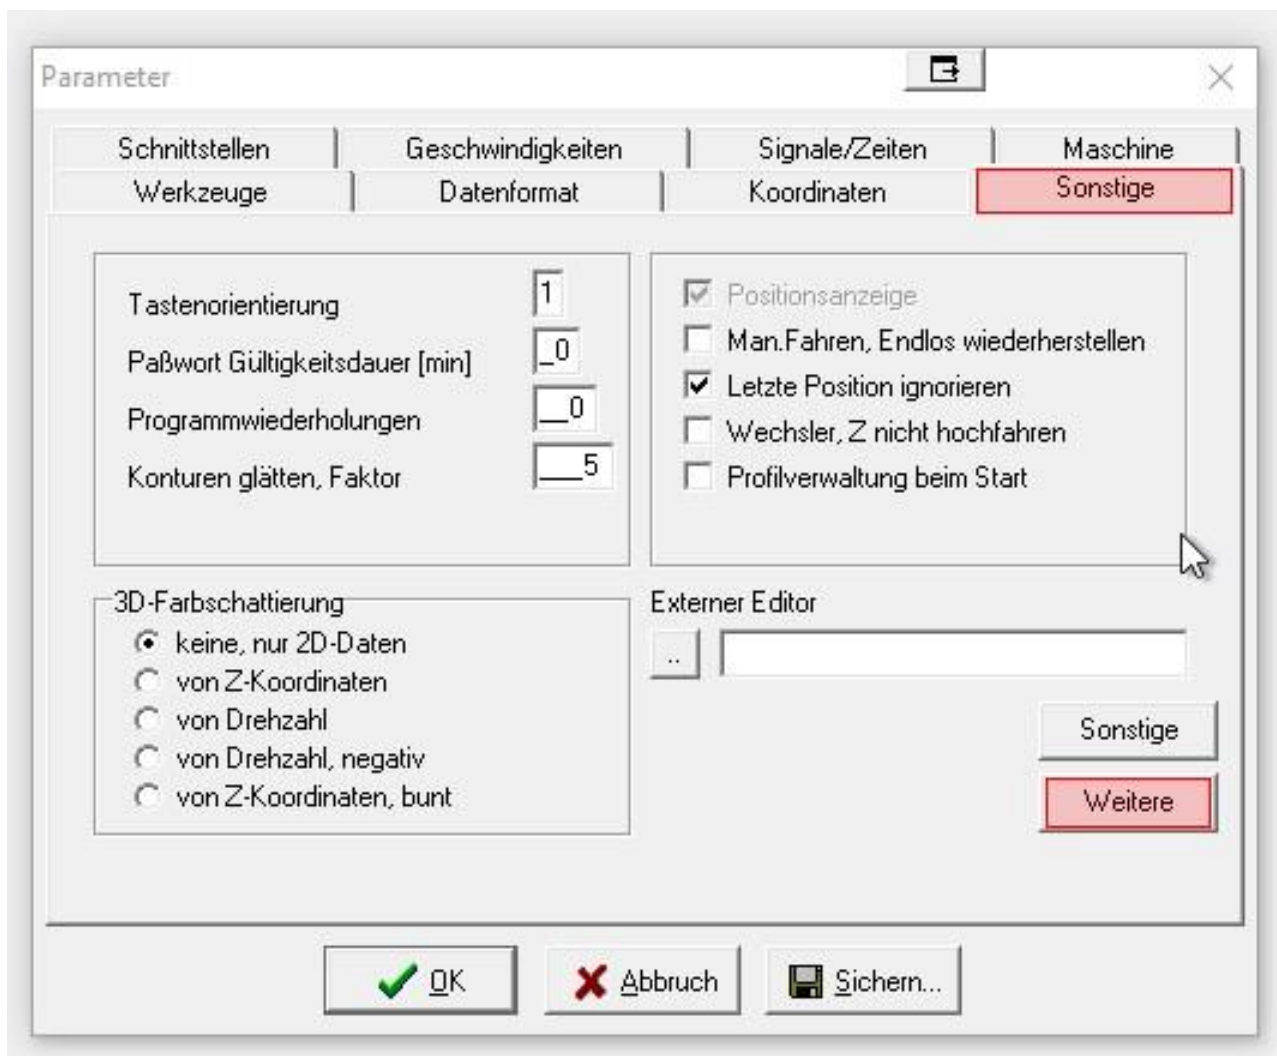 Parameter
Schnittstellen
Geschwindigkeiten
Signale/Zeiten
Maschine
Werkzeuge
Datenformat
Koordinaten
Sonstige
Tastenorientierung 1
Paßwort Gültigkeitsdauer [min] _0
Programmwiederholungen __0
Konturen glätten, Faktor ___5
Positionsanzeige
Man.Fahren, Endlos wiederherstellen
Letzte Position ignorieren
Wechsler, Z nicht hochfahren
Profilverwaltung beim Start
3D-Farbschattierung
keine, nur 2D-Daten
von Z-Koordinaten
von Drehzahl
von Drehzahl, negativ
von Z-Koordinaten, bunt
Externer Editor
..
Sonstige
Weitere
OK
Abbruch
Sichern...